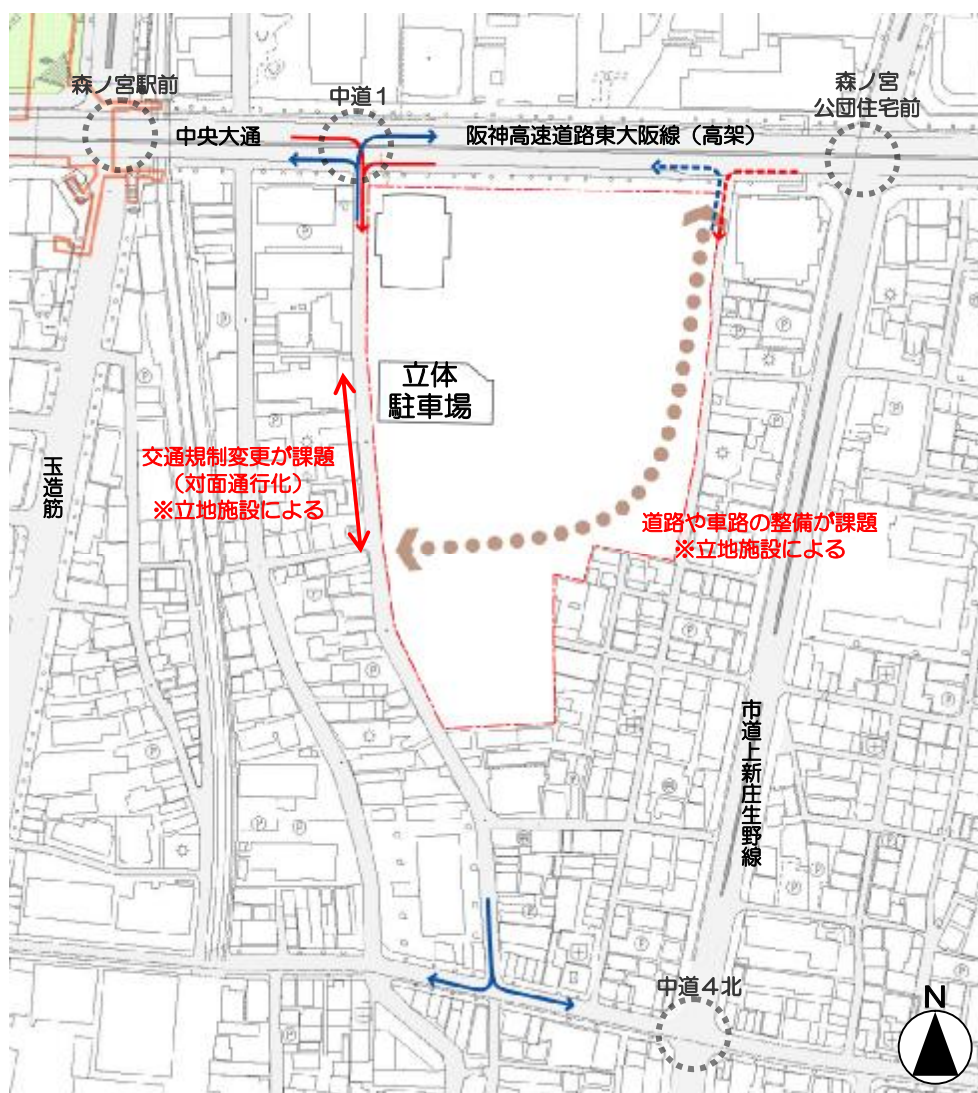 森ノ宮駅前
中道１
森ノ宮
公団住宅前
中央大通
阪神高速道路東大阪線（高架）
立体
駐車場
交通規制変更が課題
（対面通行化）
※立地施設による
玉造筋
道路や車路の整備が課題
※立地施設による
市道上新庄生野線
中道４北
N